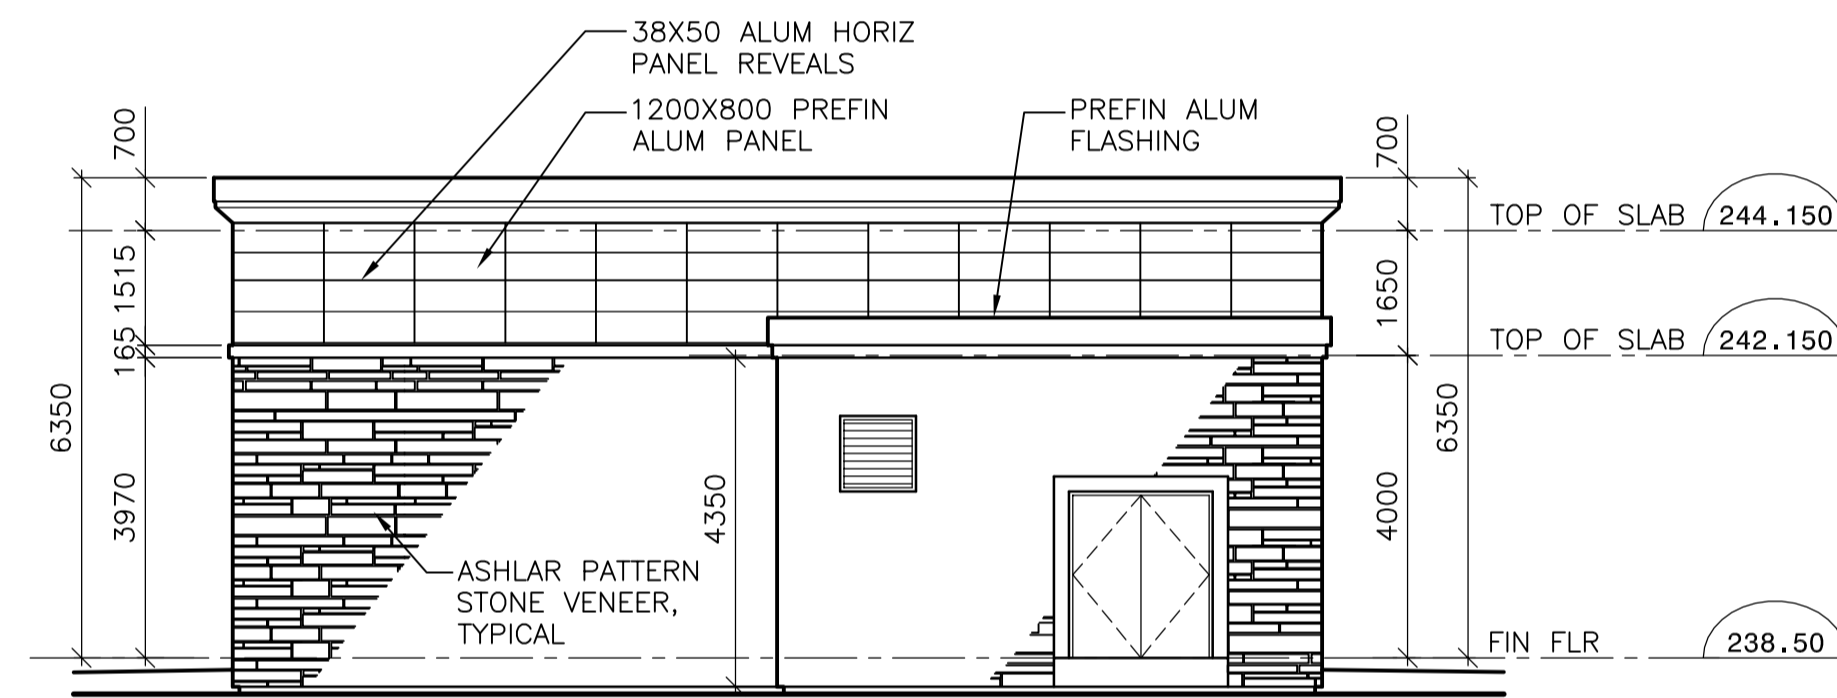 38X50 ALUM HORIZ
PANEL REVEALS
1200X800 PREFIN
ALUM PANEL
PREFIN ALUM
FLASHING
700
700
TOP OF SLAB 244.150
1515
1650
165
TOP OF SLAB 242.150
6350
6350
3970
4350
4000
ASHLAR PATTERN
STONE VENEER,
TYPICAL
FIN FLR 238.50